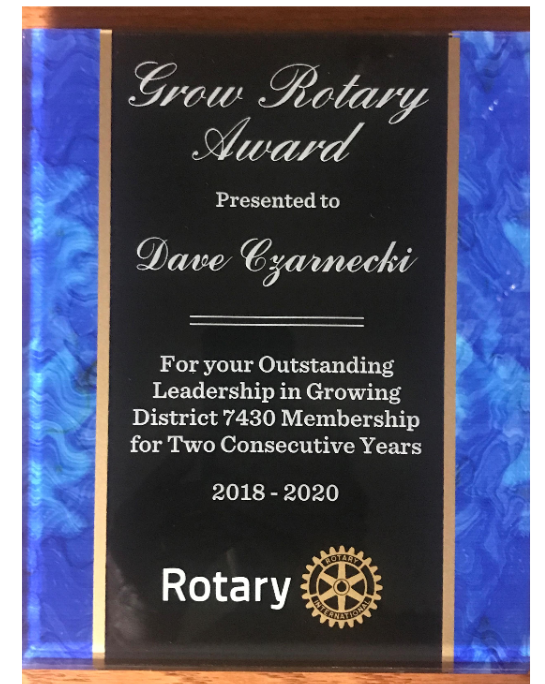 Grow Rotary
Award
Presented to
Dave Czarnecki
For your Outstanding
Leadership in Growing
District 7430 Membership
for Two Consecutive Years
2018 - 2020
Rotary
ROTARY
INTERNATIONAL